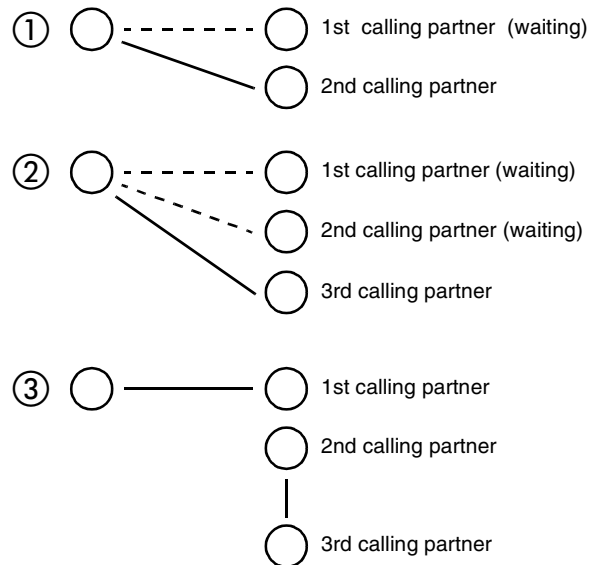 ① 1st calling partner (waiting)
2nd calling partner
② 1st calling partner (waiting)
2nd calling partner (waiting)
3rd calling partner
③ 1st calling partner
2nd calling partner
3rd calling partner